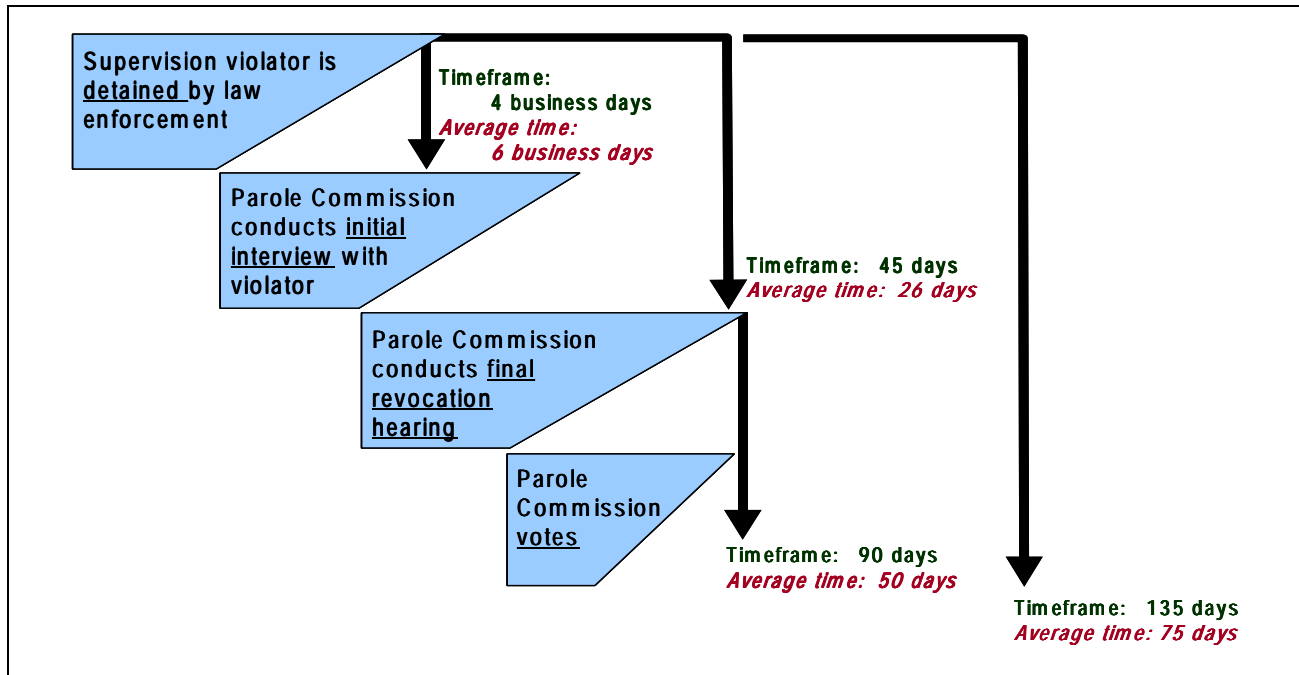 Supervision violator is
detained by law
enforcement
Timeframe:
4 business days
Average time:
6 business days
Parole Commission
conducts initial
interview with
violator
Timeframe: 45 days
Average time: 26 days
Parole Commission
conducts final
revocation
hearing
Parole
Commission
votes
Timeframe: 90 days
Average time: 50 days
Timeframe: 135 days
Average time: 75 days